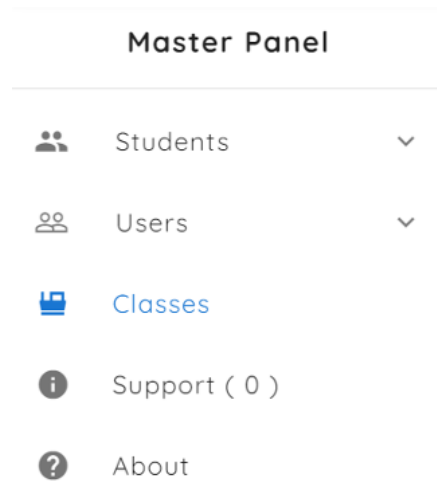 Master Panel
Students
Users
Classes
Support ( 0 )
About